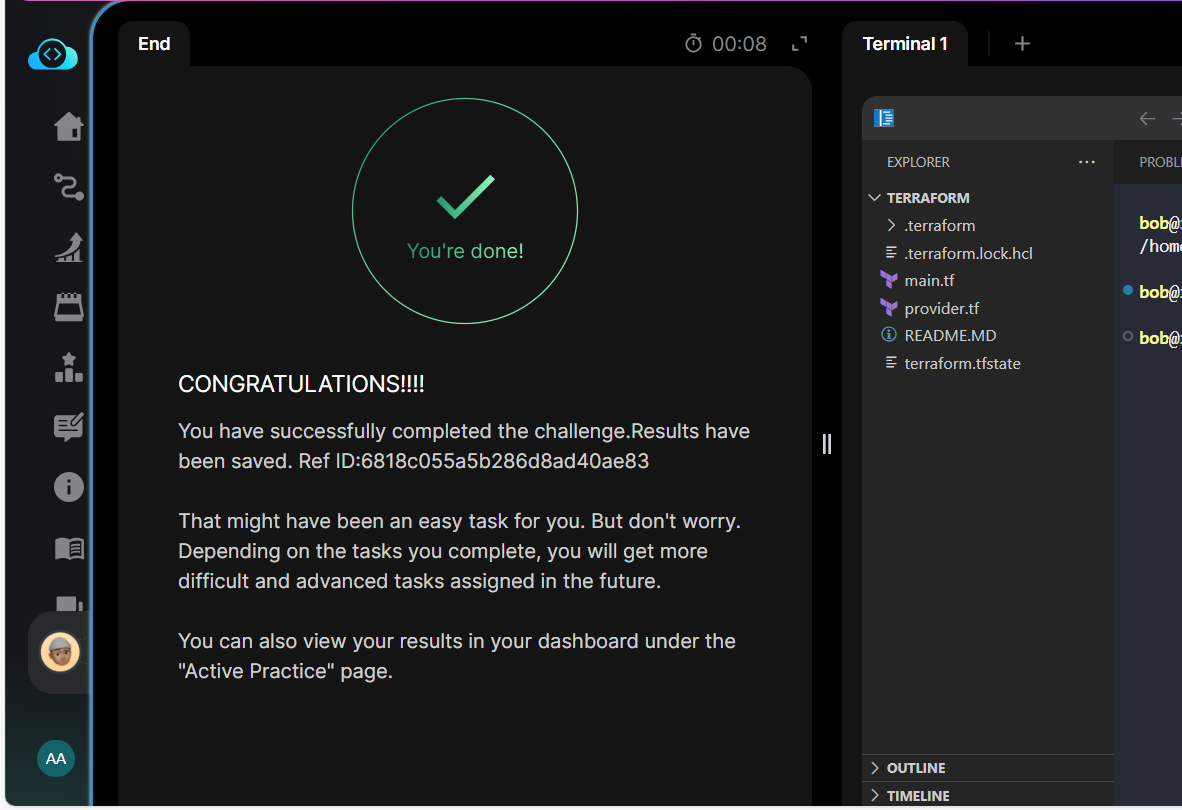 End
00:08
You're done!
CONGRATULATIONS!!!!
You have successfully completed the challenge.Results have
been saved. Ref ID:6818c055a5b286d8ad40ae83
That might have been an easy task for you. But don't worry.
Depending on the tasks you complete, you will get more
difficult and advanced tasks assigned in the future.
You can also view your results in your dashboard under the
"Active Practice" page.
AA
Terminal 1
EXPLORER
TERRAFORM
.terraform
.terraform.lock.hcl
main.tf
provider.tf
README.MD
terraform.tfstate
OUTLINE
TIMELINE
bob@
bob@
bob@